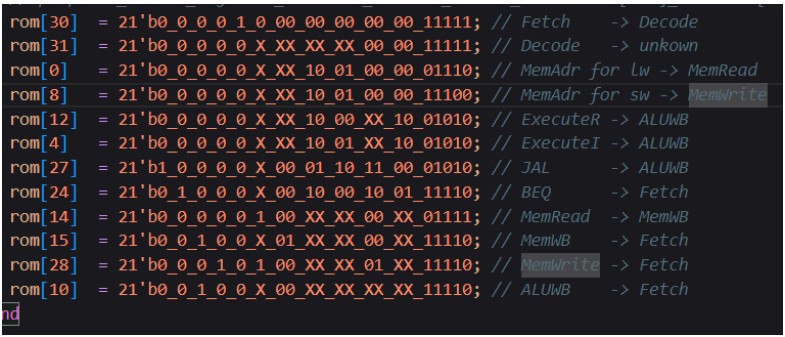 rom[30] = 21'b0_0_0_0_1_0_00_00_00_00_00_11111; // Fetch -> Decode
rom[31] = 21'b0_0_0_0_0_X_XX_XX_XX_00_00_11111; // Decode -> unkown
rom[0] = 21'b0_0_0_0_0_X_XX_10_01_00_00_01110; // MemAdr for lw -> MemRead
rom[8] = 21'b0_0_0_0_0_X_XX_10_01_00_00_11100; // MemAdr for sw -> MemWrite
rom[12] = 21'b0_0_0_0_0_X_XX_10_00_XX_10_01010; // ExecuteR -> ALUWB
rom[4] = 21'b0_0_0_0_0_X_XX_10_01_XX_10_01010; // ExecuteI -> ALUWB
rom[27] = 21'b1_0_0_0_0_X_00_01_10_11_00_01010; // JAL -> ALUWB
rom[24] = 21'b0_1_0_0_0_X_00_10_00_10_01_11110; // BEQ -> Fetch
rom[14] = 21'b0_0_0_0_0_1_00_XX_XX_00_XX_01111; // MemRead -> MemWB
rom[15] = 21'b0_0_1_0_0_X_01_XX_XX_00_XX_11110; // MemWB -> Fetch
rom[28] = 21'b0_0_0_1_0_1_00_XX_XX_01_XX_11110; // MemWrite -> Fetch
rom[10] = 21'b0_0_1_0_0_X_00_XX_XX_XX_XX_11110; // ALUWB -> Fetch
nd